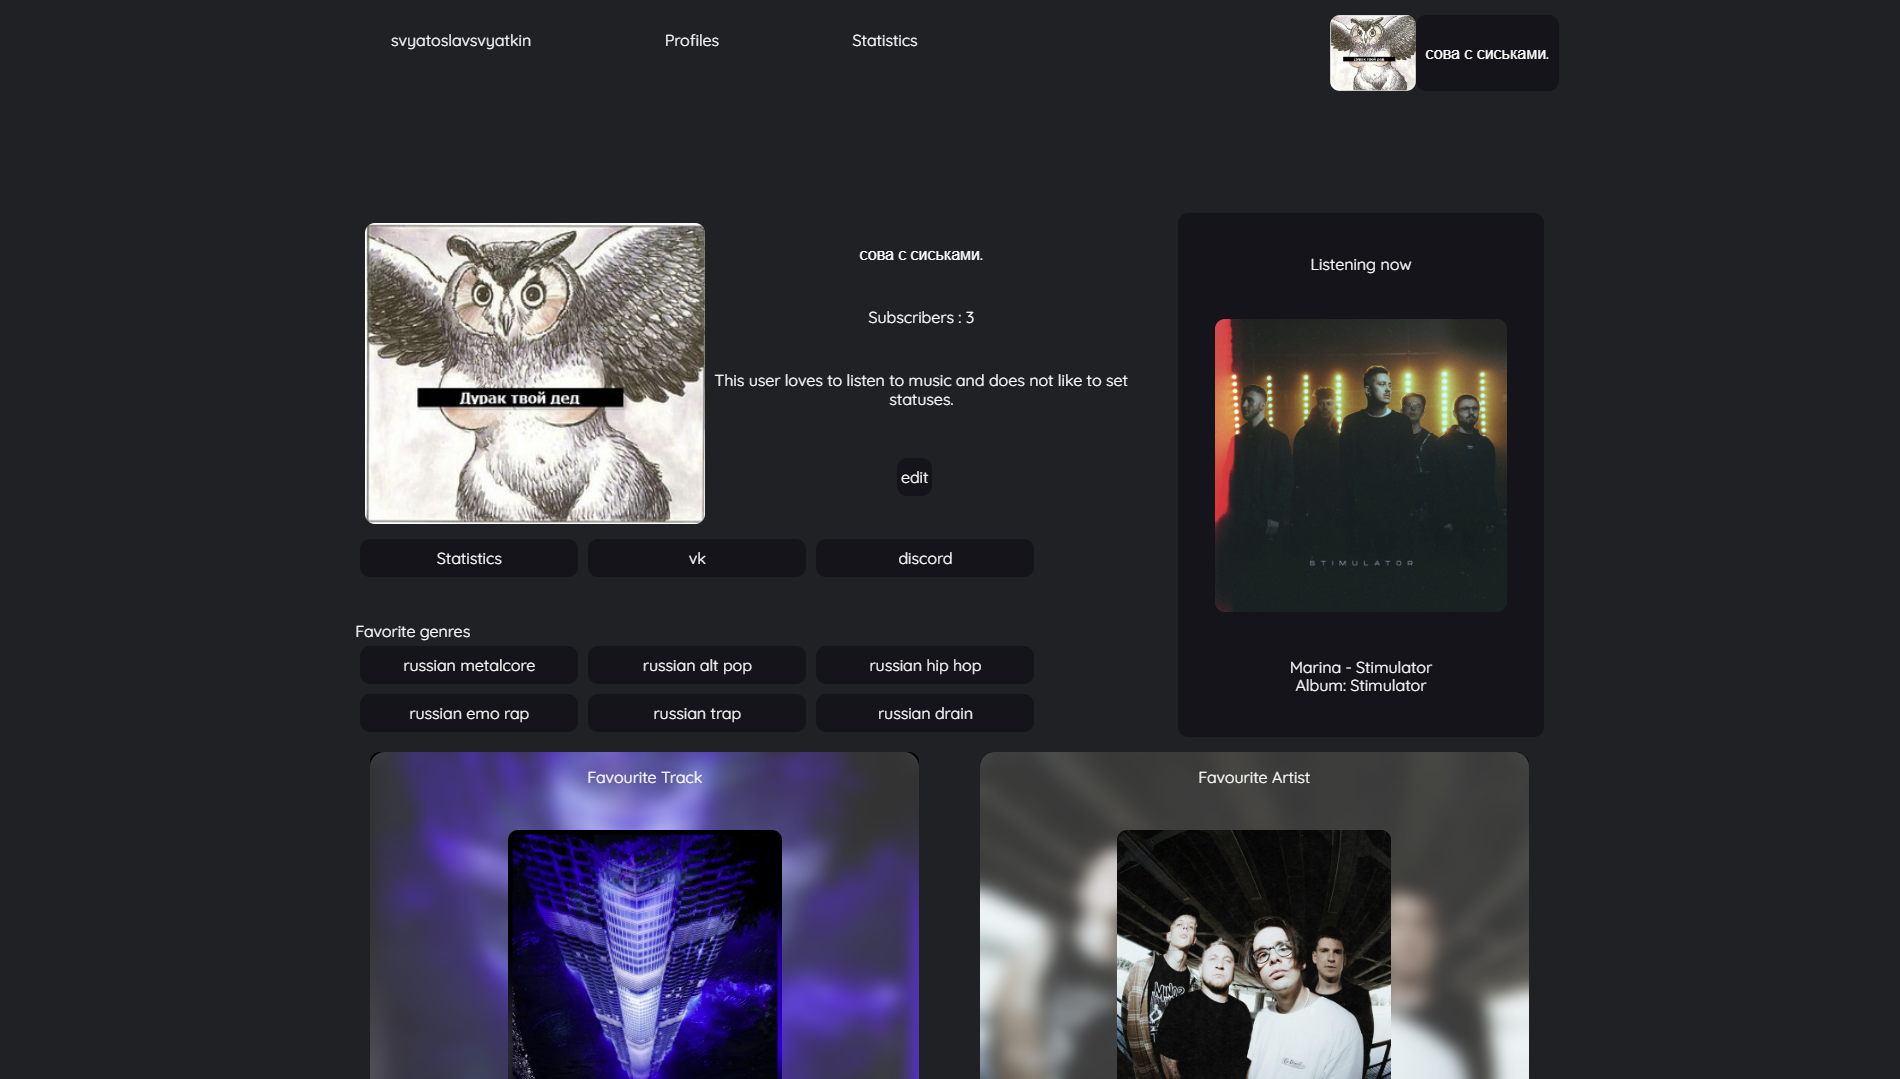 svyatoslavsvyatkin
Profiles
Statistics
сова с сиськами.
сова с сиськами.
Subscribers : 3
This user loves to listen to music and does not like to set
statuses.
edit
Дурак твой дед
Statistics
vk
discord
Favorite genres
russian metalcore
russian alt pop
russian hip hop
russian emo rap
russian trap
russian drain
Listening now
STIMULATOR
Marina - Stimulator
Album: Stimulator
Favourite Track
Favourite Artist